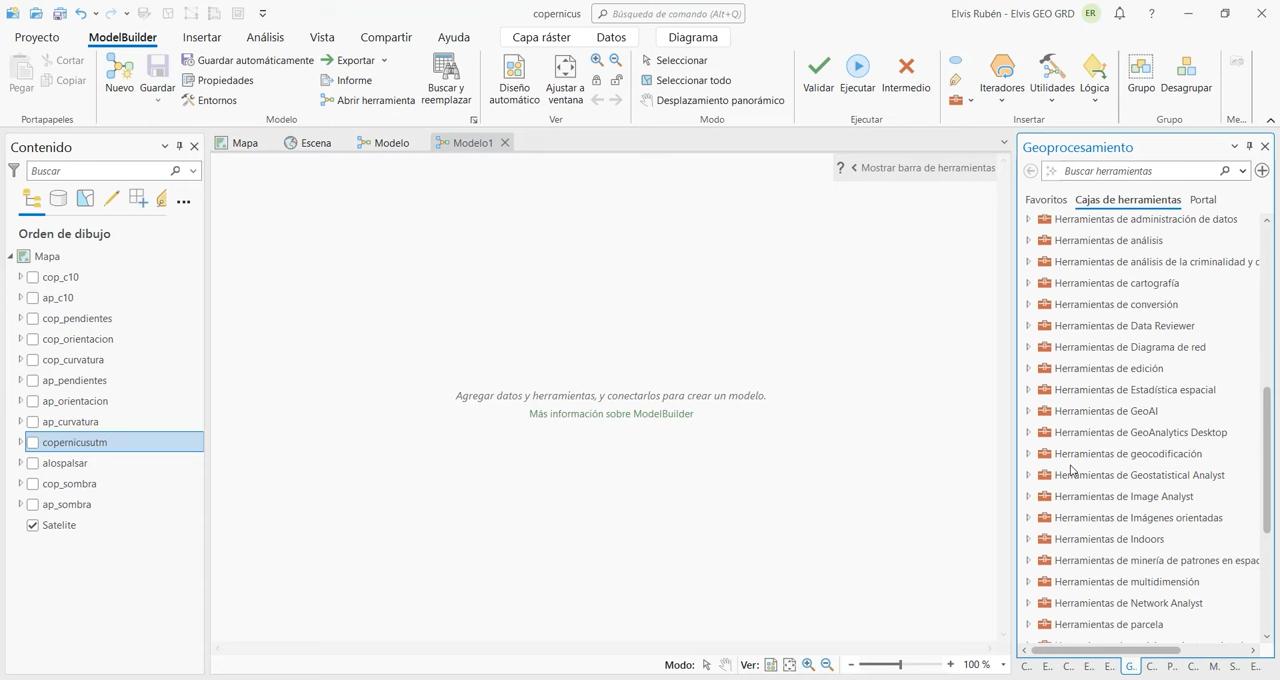 copernicus
Búsqueda de comando (Alt+Q)
Elvis Rubén - Elvis GEO GRD
ER
?
Proyecto
ModelBuilder
Insertar
Análisis
Vista
Compartir
Ayuda
Capa ráster
Datos
Diagrama
Pegar
Cortar
Copiar
Portapapeles
Nuevo
Guardar
Guardar automáticamente
Propiedades
Entornos
Exportar
Informe
Abrir herramienta
Buscar y
reemplazar
Modelo
Diseño
automático
Ajustar a
ventana
Ver
Seleccionar
Seleccionar todo
Desplazamiento panorámico
Modo
Validar
Ejecutar
Intermedio
Ejecutar
Iteradores
Utilidades
Lógica
Insertar
Grupo
Desagrupar
Grupo
Me...
Contenido
Buscar
Orden de dibujo
Mapa
cop_c10
ap_c10
cop_pendientes
cop_orientacion
cop_curvatura
ap_pendientes
ap_orientacion
ap_curvatura
copernicusutm
alospalsar
cop_sombra
ap_sombra
Satelite
Mapa
Escena
Modelo
Modelo1
? Mostrar barra de herramientas
Agregar datos y herramientas, y conectarlos para crear un modelo.
Más información sobre ModelBuilder
Modo:
Ver:
100 %
Geoprocesamiento
Buscar herramientas
Favoritos
Cajas de herramientas
Portal
Herramientas de administración de datos
Herramientas de análisis
Herramientas de análisis de la criminalidad y c
Herramientas de cartografía
Herramientas de conversión
Herramientas de Data Reviewer
Herramientas de Diagrama de red
Herramientas de edición
Herramientas de Estadística espacial
Herramientas de GeoAI
Herramientas de GeoAnalytics Desktop
Herramientas de geocodificación
Herramientas de Geostatistical Analyst
Herramientas de Image Analyst
Herramientas de Imágenes orientadas
Herramientas de Indoors
Herramientas de minería de patrones en espac
Herramientas de multidimensión
Herramientas de Network Analyst
Herramientas de parcela
C.. E.. C.. E.. E.. G.. C.. P.. C.. M. S.. E..